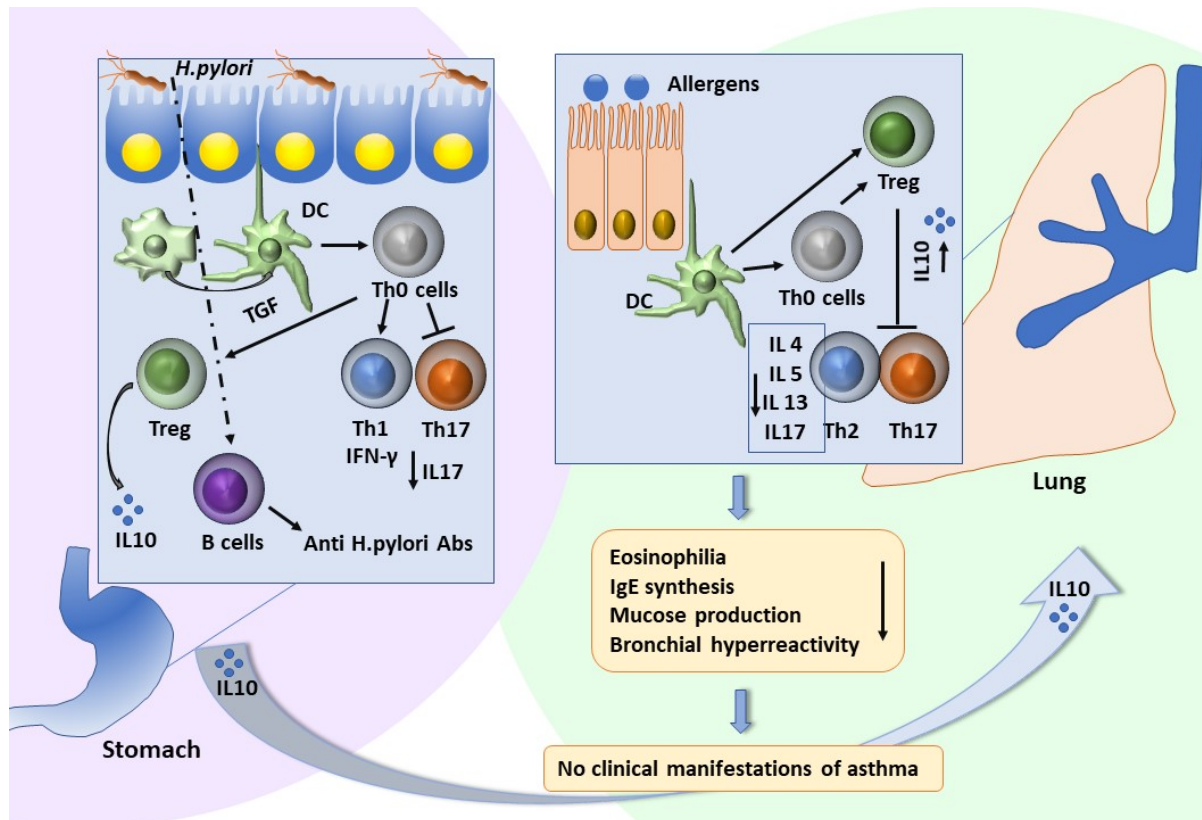 H.pylori
DC
Th0 cells
TGF
Treg
Th1
Th17
IFN-γ
IL17
IL10
B cells
Anti H.pylori Abs
Stomach
IL10
Allergens
Treg
IL10
DC
Th0 cells
IL 4
IL 5
IL 13
IL17
Th2
Th17
Lung
Eosinophilia
IgE synthesis
Mucose production
Bronchial hyperreactivity
IL10
No clinical manifestations of asthma